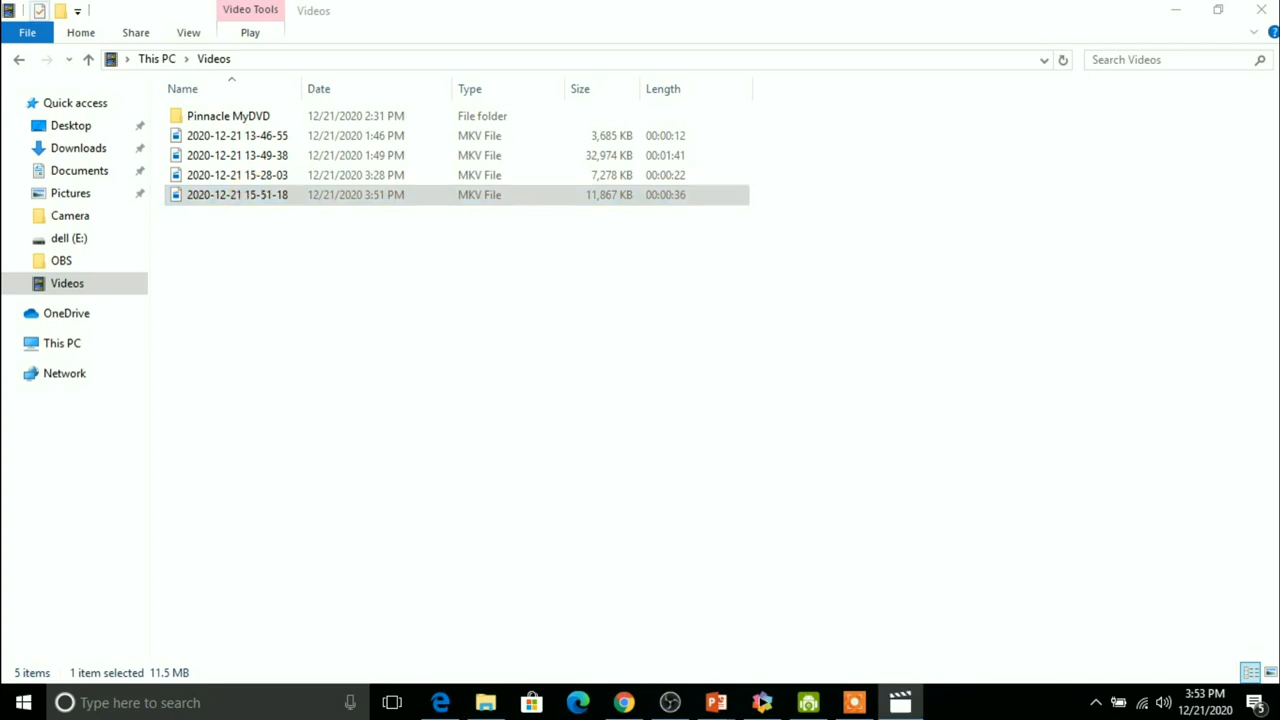 Video Tools
Videos
File
Home
Share
View
Play
This PC
Videos
Search Videos
Name
Date
Type
Size
Length
Quick access
Desktop
Downloads
Documents
Pictures
Camera
dell (E:)
OBS
Videos
OneDrive
This PC
Network
Pinnacle MyDVD 12/21/2020 2:31 PM File folder
2020-12-21 13-46-55 12/21/2020 1:46 PM MKV File 3,685 KB 00:00:12
2020-12-21 13-49-38 12/21/2020 1:49 PM MKV File 32,974 KB 00:01:41
2020-12-21 15-28-03 12/21/2020 3:28 PM MKV File 7,278 KB 00:00:22
2020-12-21 15-51-18 12/21/2020 3:51 PM MKV File 11,867 KB 00:00:36
5 items 1 item selected 11.5 MB
Type here to search
3:53 PM
12/21/2020
5